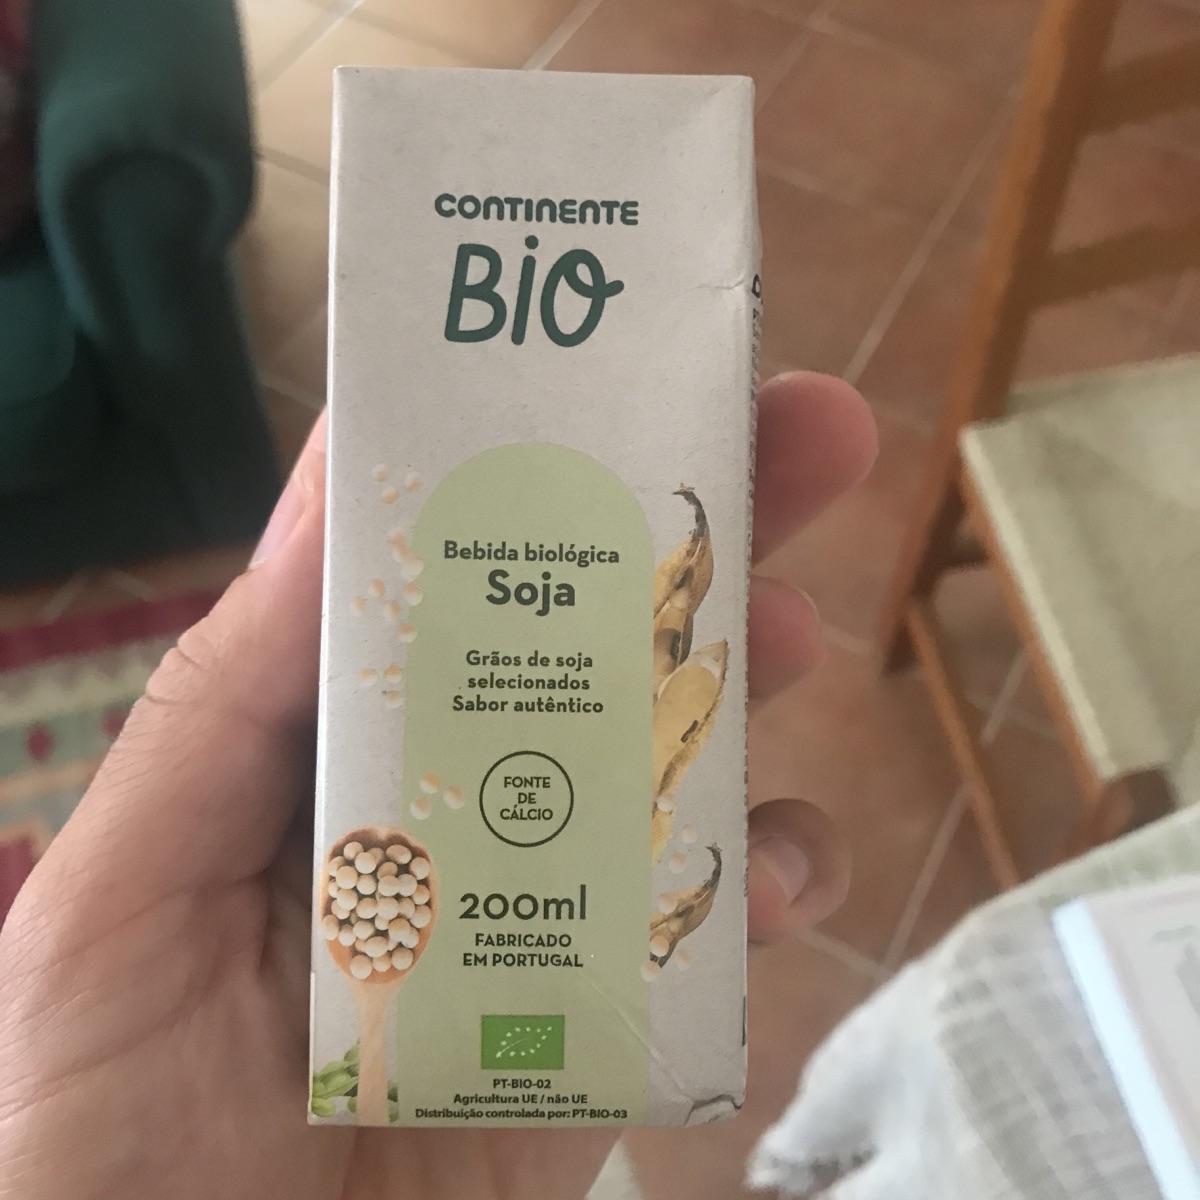 CONTINENTE
BIO
Bebida biológica
Soja
Grãos de soja
selecionados
Sabor autêntico
FONTE
DE
CÁLCIO
200ml
FABRICADO
EM PORTUGAL
PT-BIO-02
Agricultura UE / não UE
Distribuição controlada por: PT-BIO-03